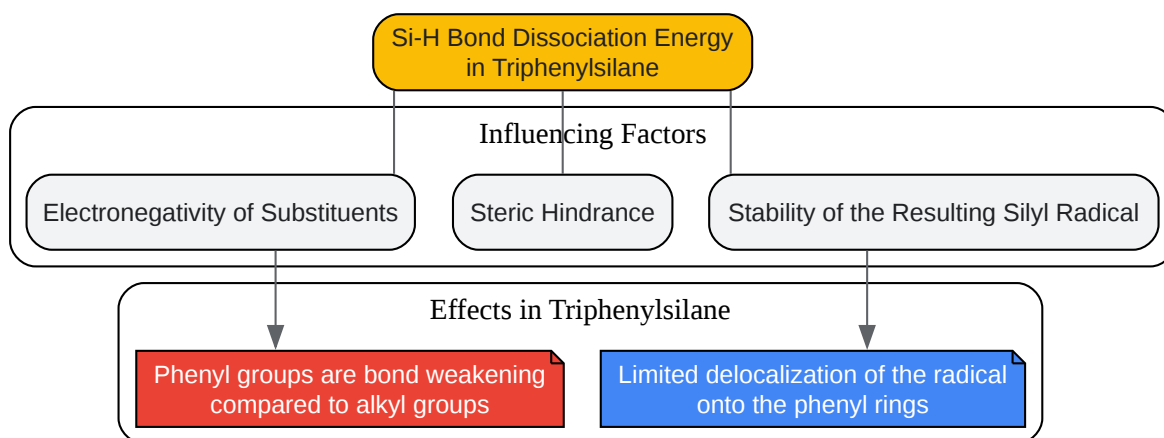 Si-H Bond Dissociation Energy
in Triphenylsilane
Influencing Factors
Electronegativity of Substituents
Steric Hindrance
Stability of the Resulting Silyl Radical
Effects in Triphenylsilane
Phenyl groups are bond weakening
compared to alkyl groups
Limited delocalization of the radical
onto the phenyl rings